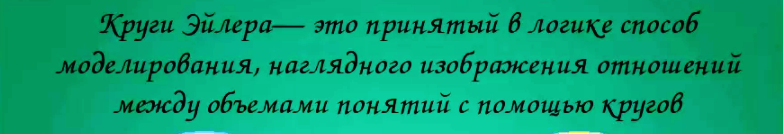 Круги Эйлера— это принятый в логике способ
моделирования, наглядного изображения отношений
между объемами понятий с помощью кругов